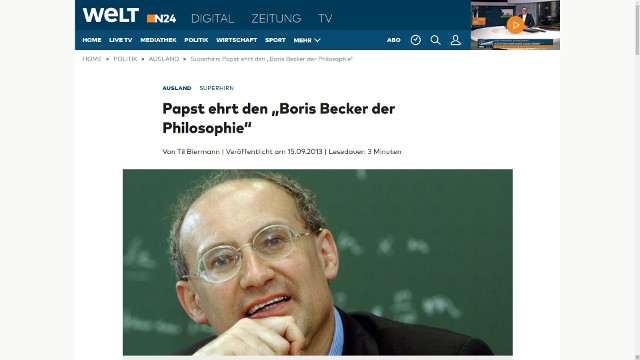 WELT N24 DIGITAL ZEITUNG TV
HOME LIVE TV MEDIATHEK POLITIK WIRTSCHAFT SPORT MEHR ABO
HOME » POLITIK » AUSLAND » Superhirn: Papst ehrt den „Boris Becker der Philosophie“
AUSLAND SUPERHIRN
Papst ehrt den „Boris Becker der
Philosophie“
Von Til Biermann | Veröffentlicht am 15.09.2013 | Lesedauer: 3 Minuten